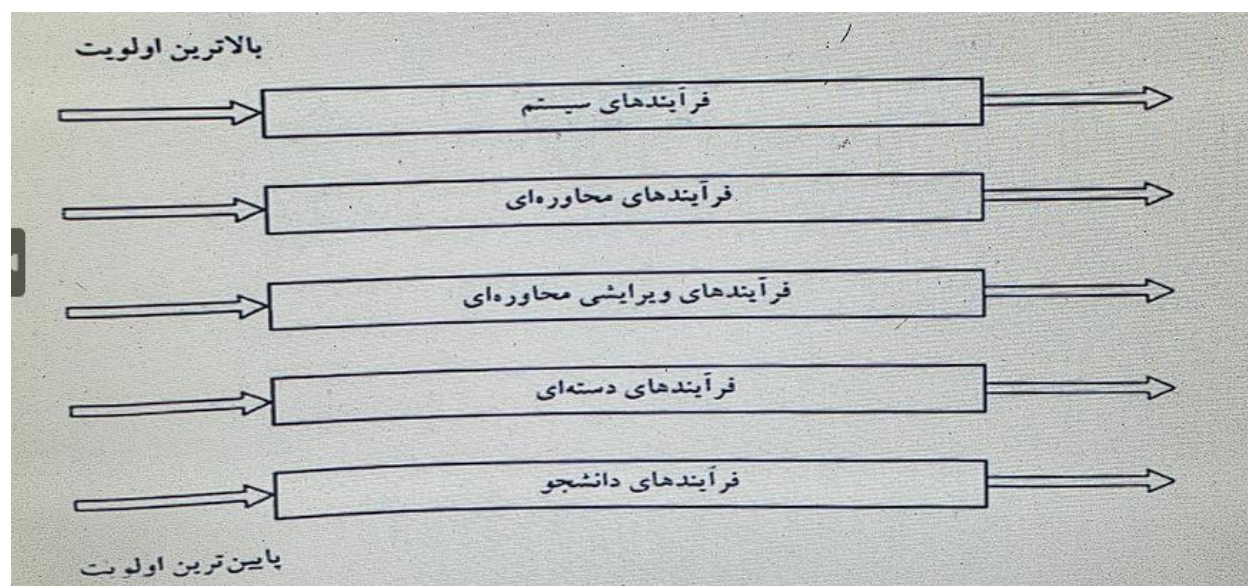 بالاترین اولویت
فرآیندهای سیستم
فرآیندهای محاوره‌ای
فرآیندهای ویرایشی محاوره‌ای
فرآیندهای دسته‌ای
فرآیندهای دانشجو
پایین‌ترین اولویت